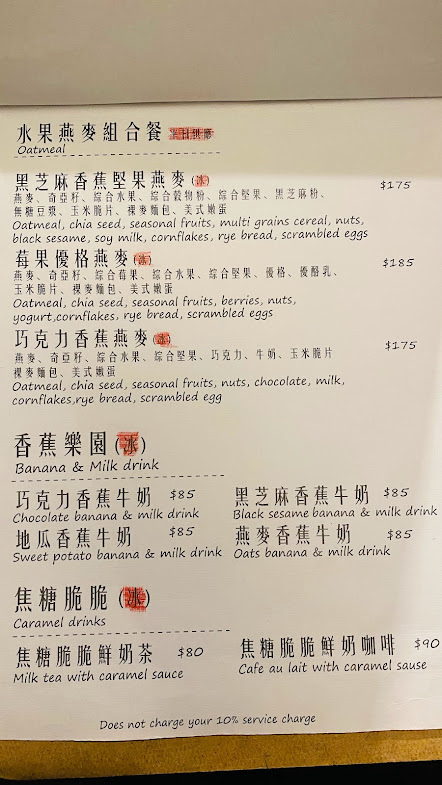 水果燕麥組合餐
Oatmeal
黑芝麻香蕉堅果燕麥(冰) $175
燕麥、奇亞籽、綜合水果、綜合穀物粉、綜合堅果、黑芝麻粉、
無糖豆漿、玉米脆片、裸麥麵包、美式嫩蛋
Oatmeal, chia seed, seasonal fruits, multi grains cereal, nuts,
black sesame, soy milk, cornflakes, rye bread, scrambled eggs
莓果優格燕麥(冰) $185
燕麥、奇亞籽、綜合莓果、綜合水果、綜合堅果、優格、優酪乳、
玉米脆片、裸麥麵包、美式嫩蛋
Oatmeal, chia seed, seasonal fruits, berries, nuts,
yogurt,cornflakes, rye bread, scrambled eggs
巧克力香蕉燕麥(冰) $175
燕麥、奇亞籽、綜合水果、綜合堅果、巧克力、牛奶、玉米脆片
裸麥麵包、美式嫩蛋
Oatmeal, chia seed, seasonal fruits, nuts, chocolate, milk,
cornflakes,rye bread, scrambled egg
香蕉樂園(冰)
Banana & Milk drink
巧克力香蕉牛奶 $85
Chocolate banana & milk drink
黑芝麻香蕉牛奶 $85
Black sesame banana & milk drink
地瓜香蕉牛奶 $85
Sweet potato banana & milk drink
燕麥香蕉牛奶 $85
Oats banana & milk drink
焦糖脆脆(冰)
Caramel drinks
焦糖脆脆鮮奶茶 $80
Milk tea with caramel sauce
焦糖脆脆鮮奶咖啡 $90
Cafe au lait with caramel sause
Does not charge your 10% service charge